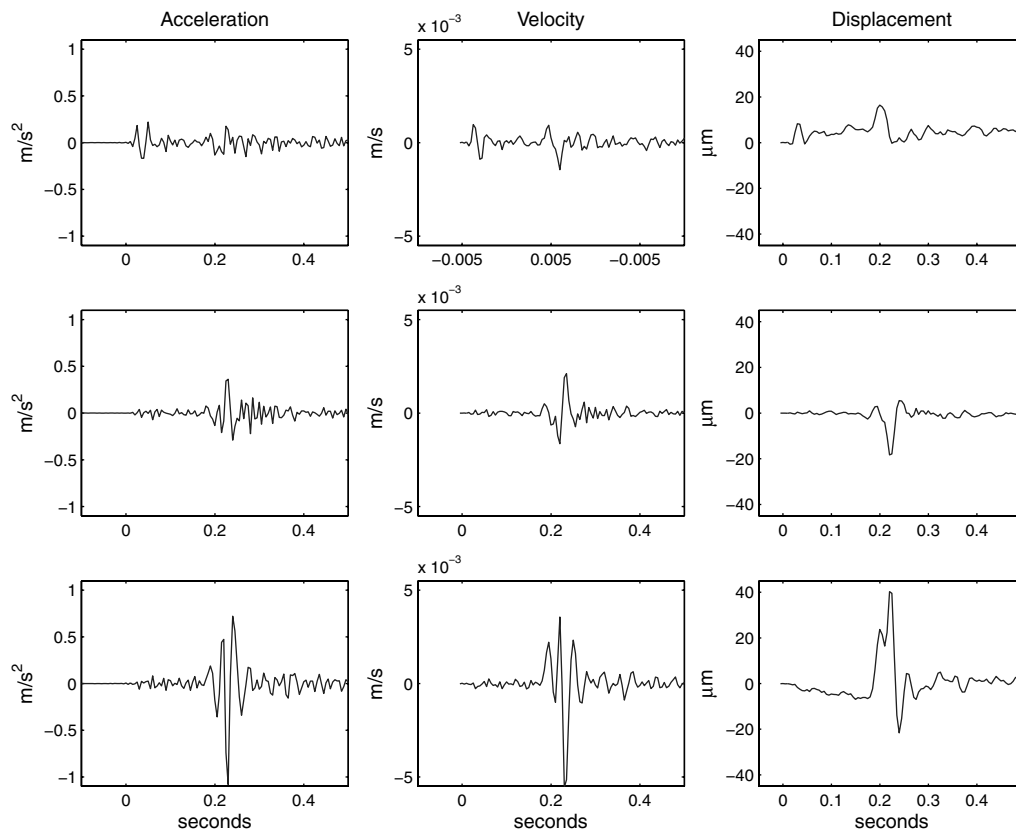 Acceleration Velocity Displacement
x 10⁻³
1 5 40
0.5 20
m/s² 0 m/s 0 μm 0
−0.5 −20
−1 −5 −40
0 0.2 0.4 −0.005 0.005 −0.005 0 0.1 0.2 0.3 0.4
x 10⁻³
1 5 40
0.5 20
m/s² 0 m/s 0 μm 0
−0.5 −20
−1 −5 −40
0 0.2 0.4 0 0.2 0.4 0 0.1 0.2 0.3 0.4
x 10⁻³
1 5 40
0.5 20
m/s² 0 m/s 0 μm 0
−0.5 −20
−1 −5 −40
0 0.2 0.4 0 0.2 0.4 0 0.1 0.2 0.3 0.4
seconds seconds seconds